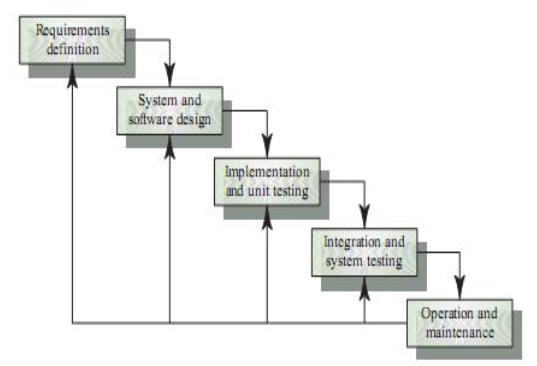 Requirements
definition
System and
software design
Implementation
and unit testing
Integration and
system testing
Operation and
maintenance